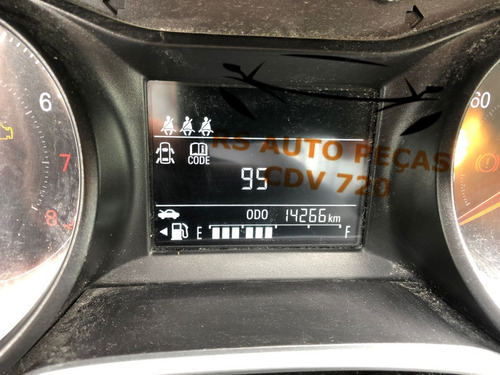 6
7
8
60
RS AUTO PEÇAS
CDV 720
CODE
95
ODO 14266 km
E F